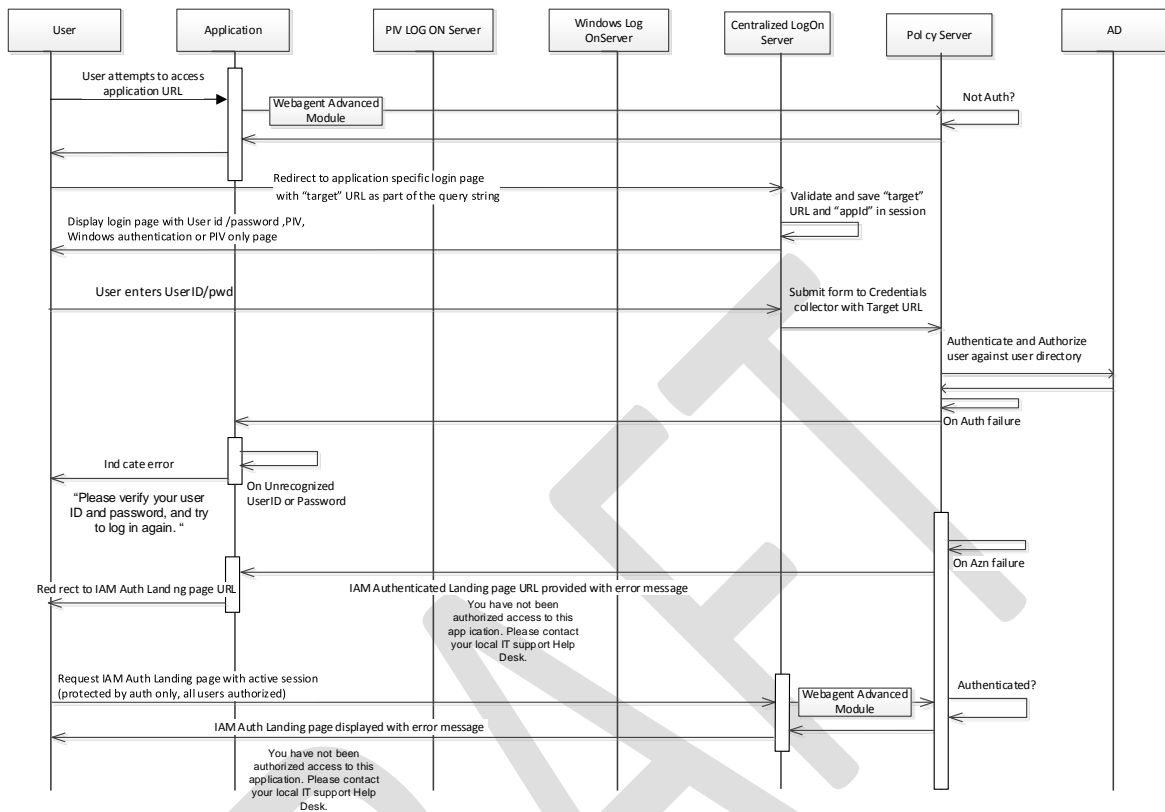 User
Application
PIV LOG ON Server
Windows Log
OnServer
Centralized LogOn
Server
Pol cy Server
AD
User attempts to access
application URL
Webagent Advanced
Module
Not Auth?
Redirect to application specific login page
with “target” URL as part of the query string
Validate and save “target”
URL and “appId” in session
Display login page with User id /password ,PIV,
Windows authentication or PIV only page
User enters UserID/pwd
Submit form to Credentials
collector with Target URL
Authenticate and Authorize
user against user directory
On Auth failure
Ind cate error
On Unrecognized
UserID or Password
“Please verify your user
ID and password, and try
to log in again. “
On Azn failure
Red rect to IAM Auth Land ng page URL
IAM Authenticated Landing page URL provided with error message
You have not been
authorized access to this
app ication. Please contact
your local IT support Help
Desk.
Request IAM Auth Landing page with active session
(protected by auth only, all users authorized)
Webagent Advanced
Module
Authenticated?
IAM Auth Landing page displayed with error message
You have not been
authorized access to this
application. Please contact
your local IT support Help
Desk.
DRAFT